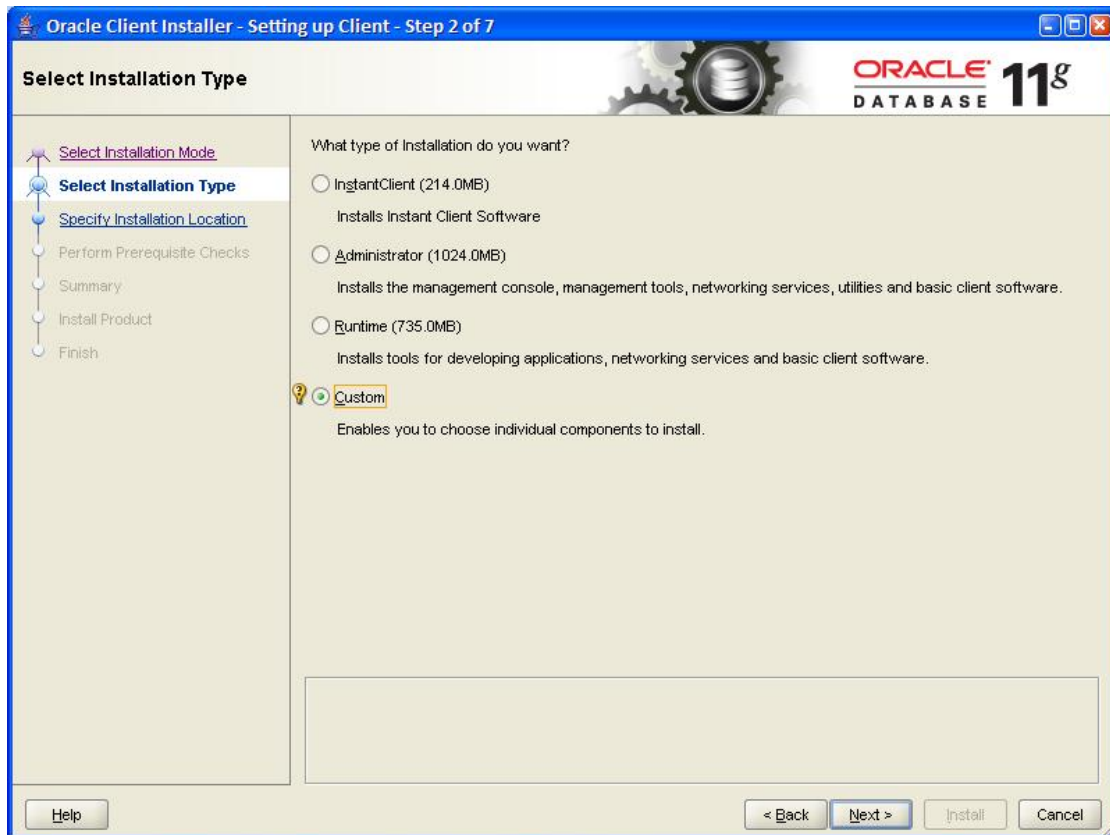 Oracle Client Installer - Setting up Client - Step 2 of 7
Select Installation Type
ORACLE
DATABASE
11g
Select Installation Mode
Select Installation Type
Specify Installation Location
Perform Prerequisite Checks
Summary
Install Product
Finish
What type of Installation do you want?
InstantClient (214.0MB)
Installs Instant Client Software
Administrator (1024.0MB)
Installs the management console, management tools, networking services, utilities and basic client software.
Runtime (735.0MB)
Installs tools for developing applications, networking services and basic client software.
Custom
Enables you to choose individual components to install.
Help
< Back
Next >
Install
Cancel